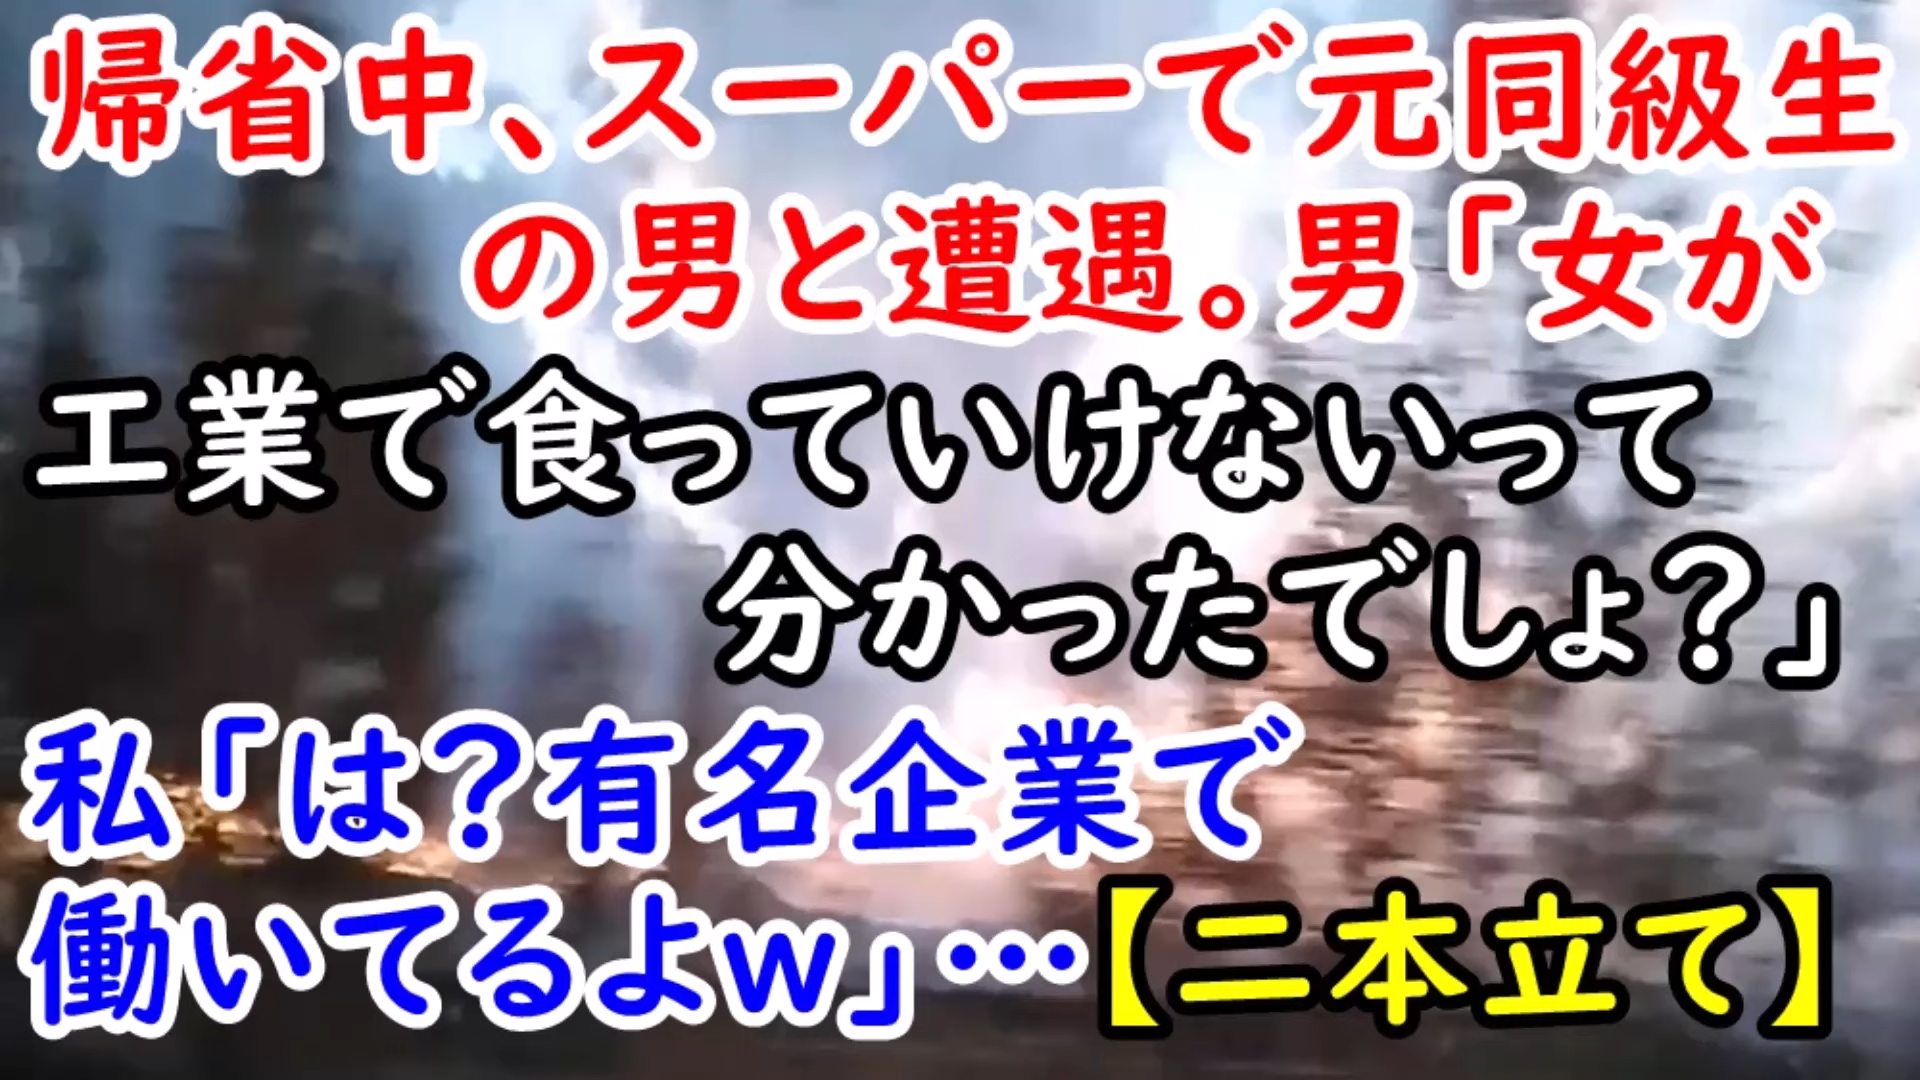 帰省中、スーパーで元同級生
の男と遭遇。男「女が
工業で食っていけないって
分かったでしょ？」
私「は？有名企業で
働いてるよw」…【二本立て】